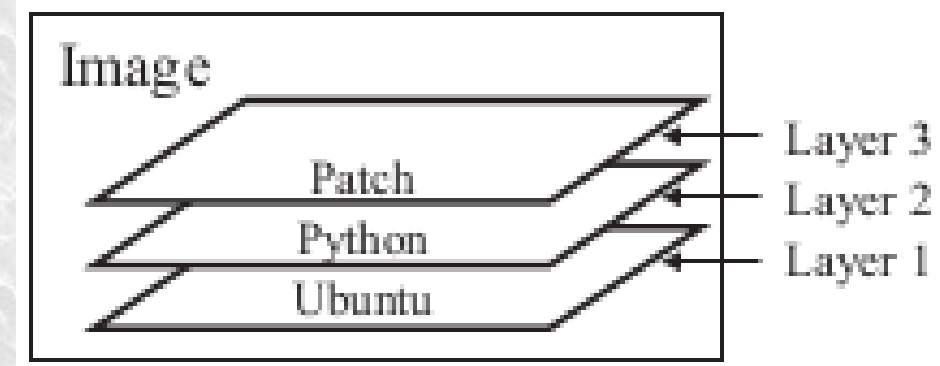 Image
Patch
Layer 3
Python
Layer 2
Ubuntu
Layer 1